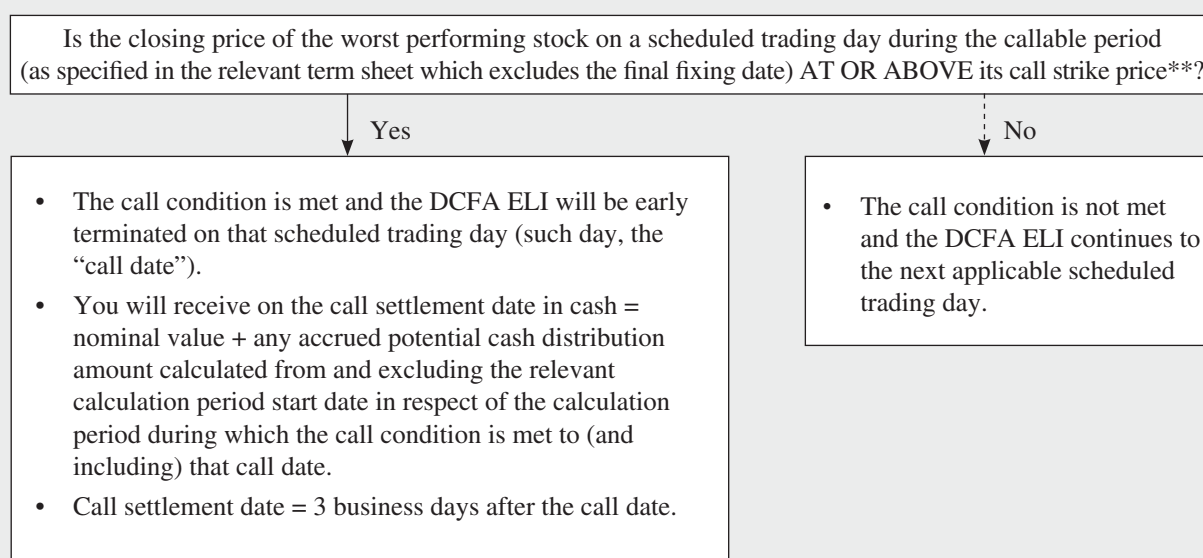 Is the closing price of the worst performing stock on a scheduled trading day during the callable period
(as specified in the relevant term sheet which excludes the final fixing date) AT OR ABOVE its call strike price**?
Yes
No
• The call condition is met and the DCFA ELI will be early
terminated on that scheduled trading day (such day, the
“call date”).
• You will receive on the call settlement date in cash =
nominal value + any accrued potential cash distribution
amount calculated from and excluding the relevant
calculation period start date in respect of the calculation
period during which the call condition is met to (and
including) that call date.
• Call settlement date = 3 business days after the call date.
• The call condition is not met
and the DCFA ELI continues to
the next applicable scheduled
trading day.